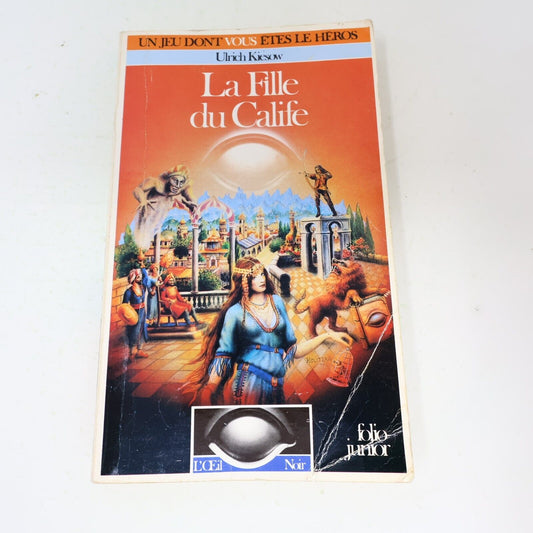 UN JEU DONT VOUS ÊTES LE HÉROS
Ulrich Kiesow
La Fille
du Calife
L'Œil Noir
folio
junior